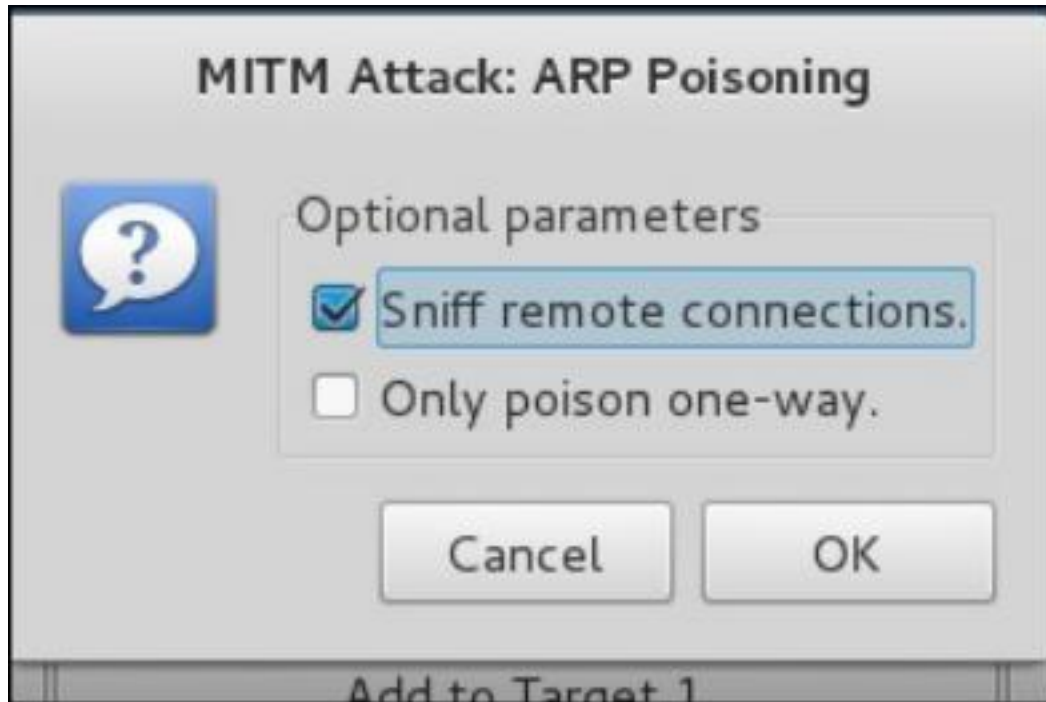 MITM Attack: ARP Poisoning
?
Optional parameters
Sniff remote connections.
Only poison one-way.
Cancel
OK
Add to Target 1